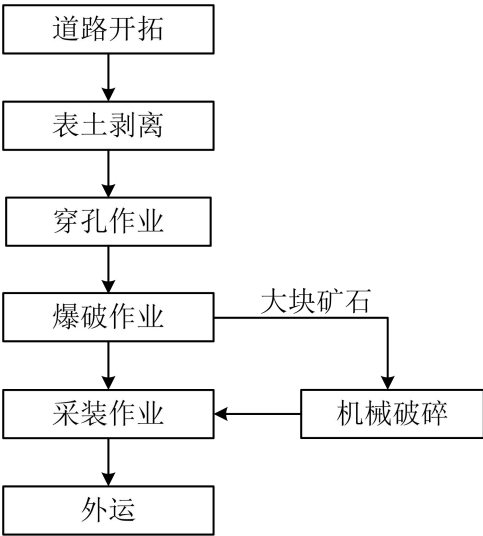 道路开拓
表土剥离
穿孔作业
爆破作业
大块矿石
采装作业
机械破碎
外运